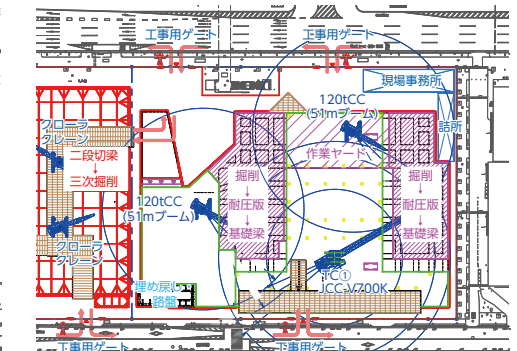 工事用ゲート
工事用ゲート
現場事務所
詰所
120tCC
(51mブーム)
クローラ
クレーン
二段切梁
↓
三次掘削
作業ヤード
掘削
↓
耐圧版
↓
基礎梁
掘削
↓
耐圧版
↓
基礎梁
120tCC
(51mブーム)
クローラ
クレーン
TC①
JCC-V700K
埋め戻し
路盤
工事用ゲート
工事用ゲート